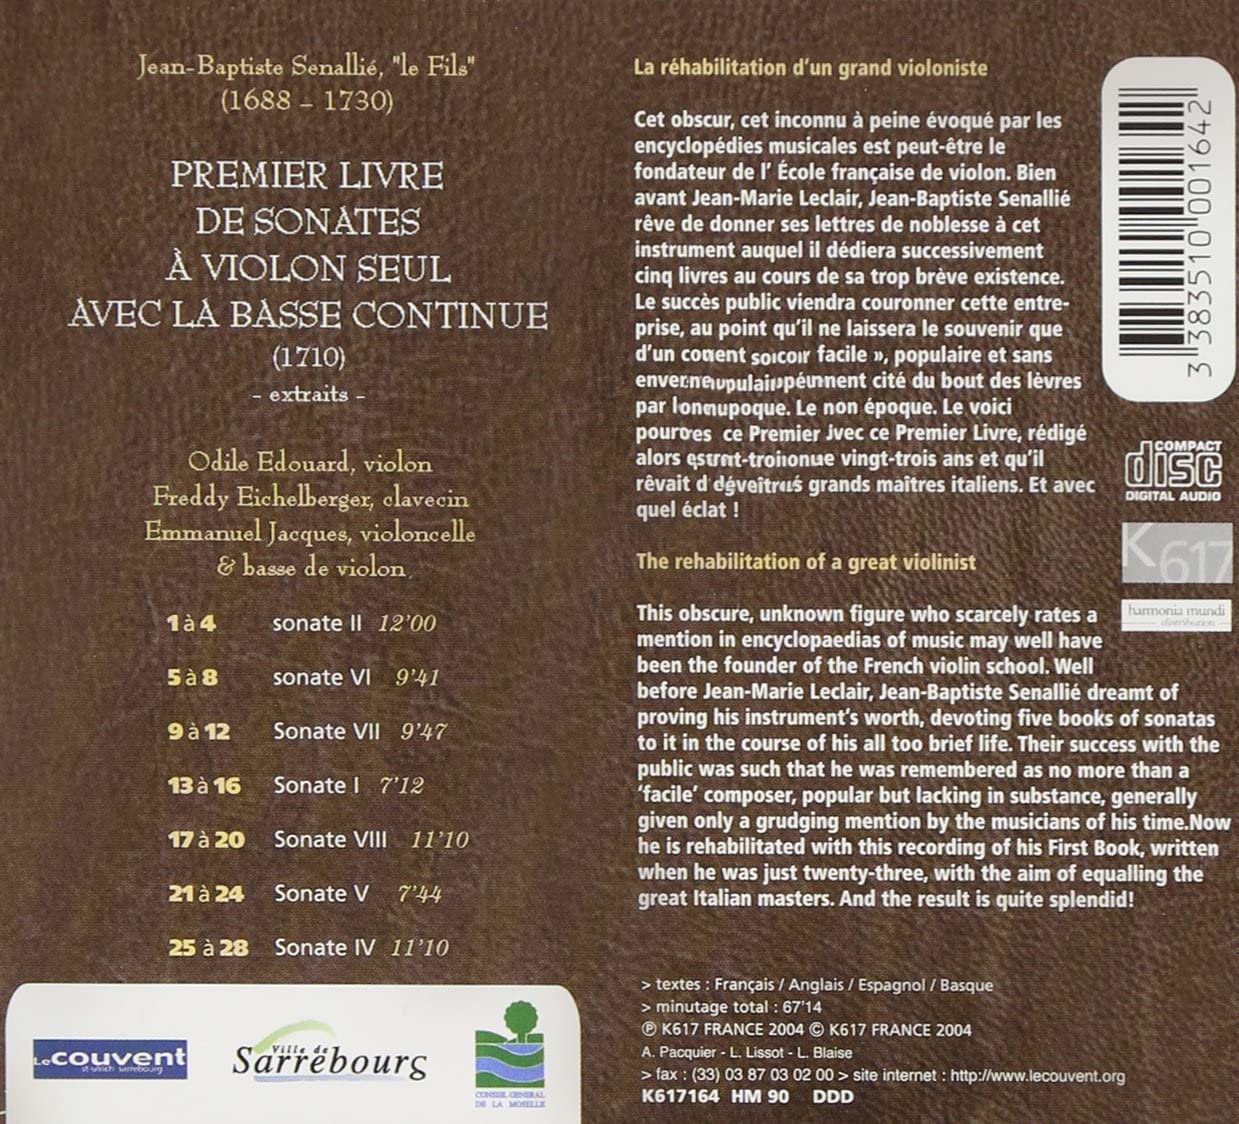 Jean-Baptiste Senallié, "le Fils"
(1688 – 1730)
PREMIER LIVRE
DE SONATES
À VIOLON SEUL
AVEC LA BASSE CONTINUE
(1710)
- extraits -
Odile Edouard, violon
Freddy Eichelberger, clavecin
Emmanuel Jacques, violoncelle
& basse de violon
1 à 4 sonate II 12'00
5 à 8 sonate VI 9'41
9 à 12 Sonate VII 9'47
13 à 16 Sonate I 7'12
17 à 20 Sonate VIII 11'10
21 à 24 Sonate V 7'44
25 à 28 Sonate IV 11'10
Le couvent
st-ulrich sarrebourg
Ville de
Sarrebourg
CONSEIL GENERAL
DE LA MOSELLE
La réhabilitation d'un grand violoniste
Cet obscur, cet inconnu à peine évoqué par les
encyclopédies musicales est peut-être le
fondateur de l' École française de violon. Bien
avant Jean-Marie Leclair, Jean-Baptiste Senallié
rêve de donner ses lettres de noblesse à cet
instrument auquel il dédiera successivement
cinq livres au cours de sa trop brève existence.
Le succès public viendra couronner cette entre-
prise, au point qu'il ne laissera le souvenir que
d'un facile », populaire et sans
cité du bout des lèvres
par Le non époque. Le voici
ce Premier ce Premier Livre, rédigé
alors vingt-trois ans et qu'il
rêvait d grands maîtres italiens. Et avec
quel éclat !
The rehabilitation of a great violinist
This obscure, unknown figure who scarcely rates a
mention in encyclopaedias of music may well have
been the founder of the French violin school. Well
before Jean-Marie Leclair, Jean-Baptiste Senallié dreamt of
proving his instrument's worth, devoting five books of sonatas
to it in the course of his all too brief life. Their success with the
public was such that he was remembered as no more than a
'facile' composer, popular but lacking in substance, generally
given only a grudging mention by the musicians of his time.Now
he is rehabilitated with this recording of his First Book, written
when he was just twenty-three, with the aim of equalling the
great Italian masters. And the result is quite splendid!
> textes : Français / Anglais / Espagnol / Basque
> minutage total : 67'14
℗ K617 FRANCE 2004 © K617 FRANCE 2004
A. Pacquier - L. Lissot - L. Blaise
> fax : (33) 03 87 03 02 00 > site internet : http://www.lecouvent.org
K617164 HM 90 DDD
3 383510 001642
COMPACT
disc
DIGITAL AUDIO
K617
harmonia mundi
distribution